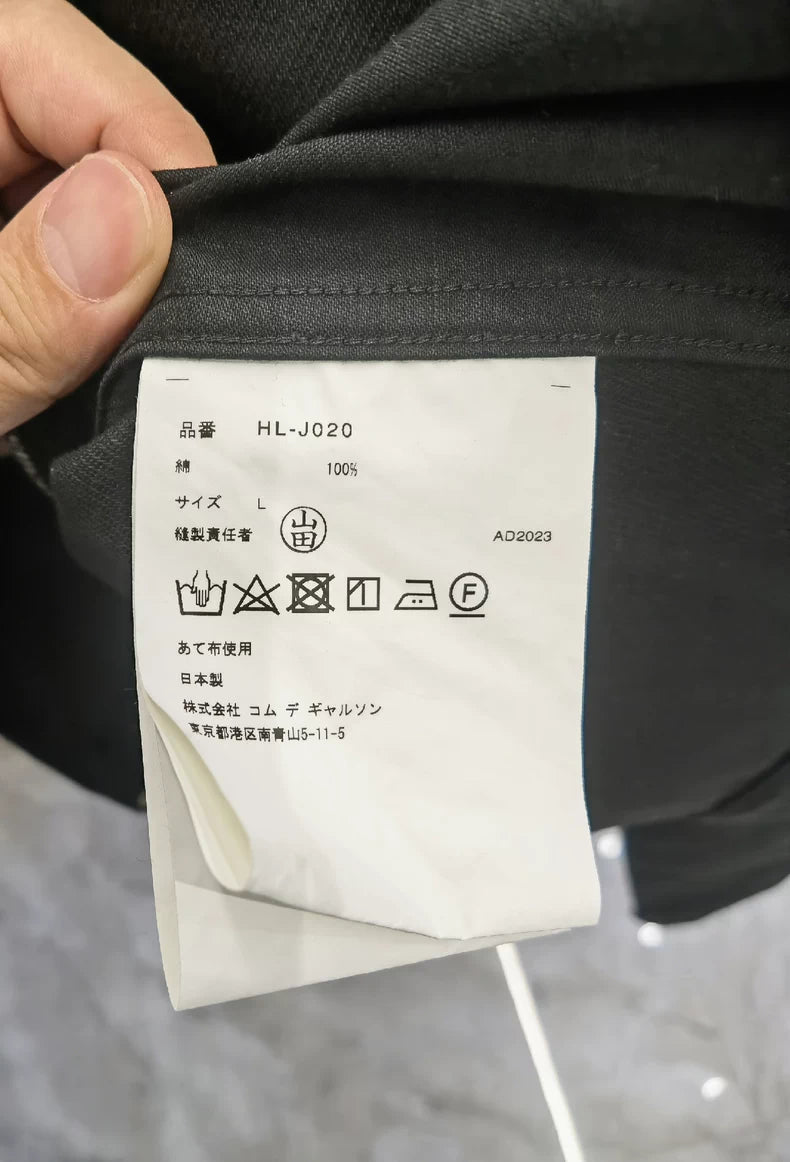 品番 HL-J020
綿 100%
サイズ L
縫製責任者 山田 AD2023
F
あて布使用
日本製
株式会社 コム デ ギャルソン
東京都港区南青山5-11-5